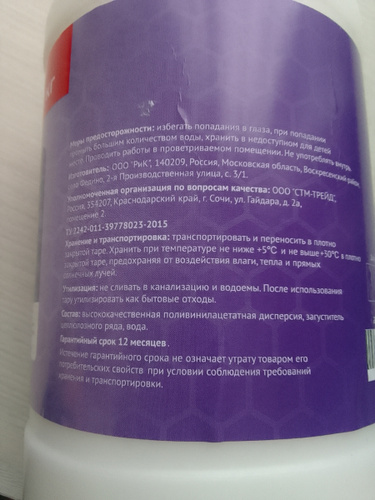 кг
Меры предосторожности: избегать попадания в глаза, при попадании
промыть большим количеством воды, хранить в недоступном для детей
месте. Проводить работы в проветриваемом помещении. Не употреблять внутрь.
Изготовитель: ООО "РиК", 140209, Россия, Московская область, Воскресенский район,
2-я Производственная улица, с. 3/1.
Уполномоченная организация по вопросам качества: ООО "СТМ-ТРЕЙД",
Россия, 354207, Краснодарский край, г. Сочи, ул. Гайдара, д. 2а,
помещение 2
ТУ 2242-011-39778023-2015
Хранение и транспортировка: транспортировать и переносить в плотно
закрытой таре. Хранить при температуре не ниже +5°С и не выше +30°С в плотно
закрытой таре, предохраняя от воздействия влаги, тепла и прямых
солнечных лучей.
Утилизация: не сливать в канализацию и водоемы. После использования
тару утилизировать как бытовые отходы.
Состав: высококачественная поливинилацетатная дисперсия, загуститель
целлюлозного ряда, вода.
Гарантийный срок 12 месяцев.
Истечение гарантийного срока не означает утрату товаром его
потребительских свойств при условии соблюдения требований
хранения и транспортировки.